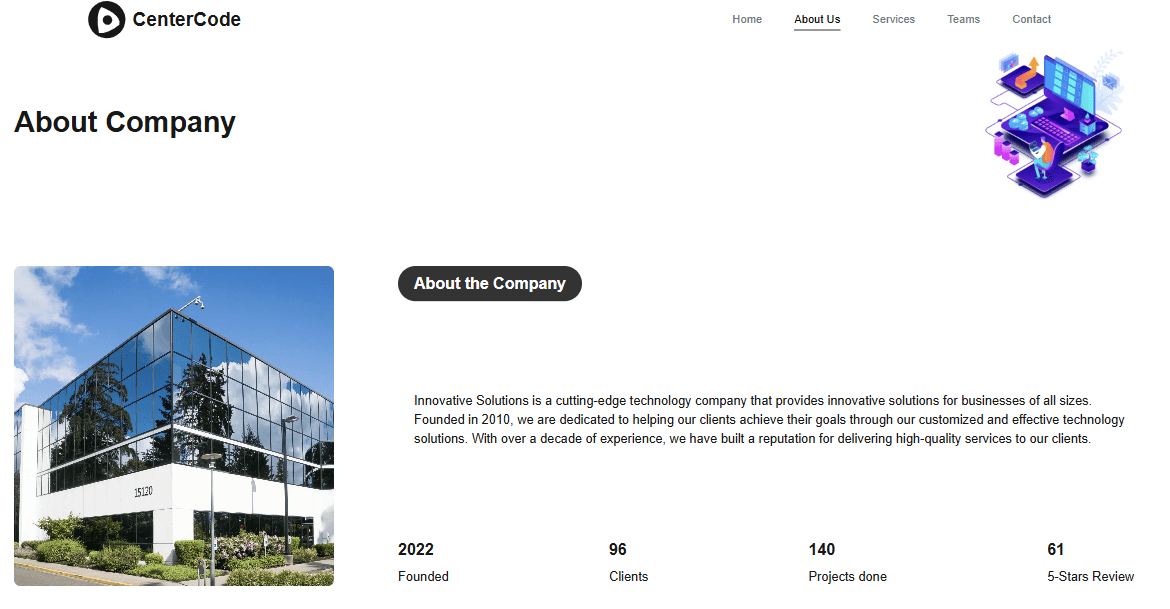 CenterCode
Home About Us Services Teams Contact
About Company
About the Company
Innovative Solutions is a cutting-edge technology company that provides innovative solutions for businesses of all sizes.
Founded in 2010, we are dedicated to helping our clients achieve their goals through our customized and effective technology
solutions. With over a decade of experience, we have built a reputation for delivering high-quality services to our clients.
15120
2022 96 140 61
Founded Clients Projects done 5-Stars Review